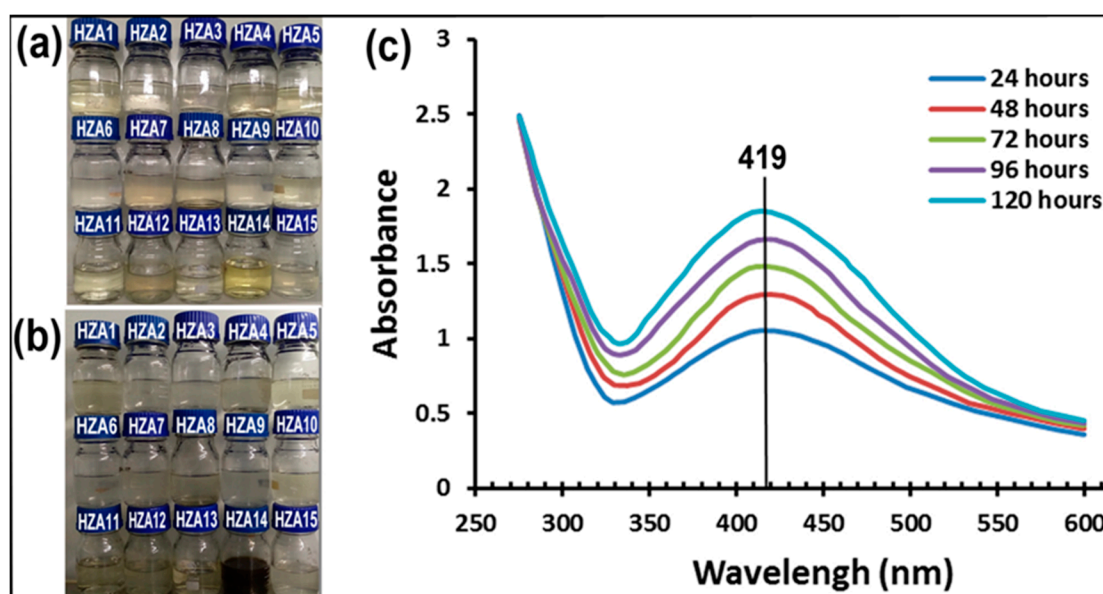 (a)
HZA1 HZA2 HZA3 HZA4 HZA5
HZA6 HZA7 HZA8 HZA9 HZA10
HZA11 HZA12 HZA13 HZA14 HZA15
(b)
HZA1 HZA2 HZA3 HZA4 HZA5
HZA6 HZA7 HZA8 HZA9 HZA10
HZA11 HZA12 HZA13 HZA14 HZA15
(c)
3
2.5
2
1.5
1
0.5
0
Absorbance
419
24 hours
48 hours
72 hours
96 hours
120 hours
250 300 350 400 450 500 550 600
Wavelengh (nm)